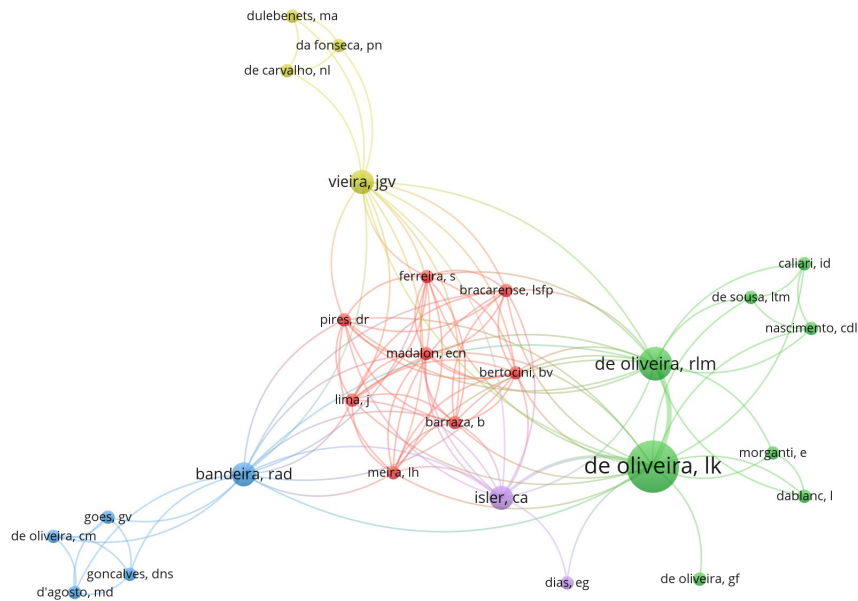 dulebenets, ma
da fonseca, pn
de carvalho, nl
vieira, jgv
caliari, id
ferreira, s
bracarense, lsfp
de sousa, ltm
pires, dr
nascimento, cdl
madalon, ecn
de oliveira, rlm
bertocini, bv
lima, j
barraza, b
morganti, e
de oliveira, lk
meira, lh
bandeira, rad
isler, ca
dablanc, l
goes, gv
de oliveira, cm
goncalves, dns
dias, eg
de oliveira, gf
d'agosto, md